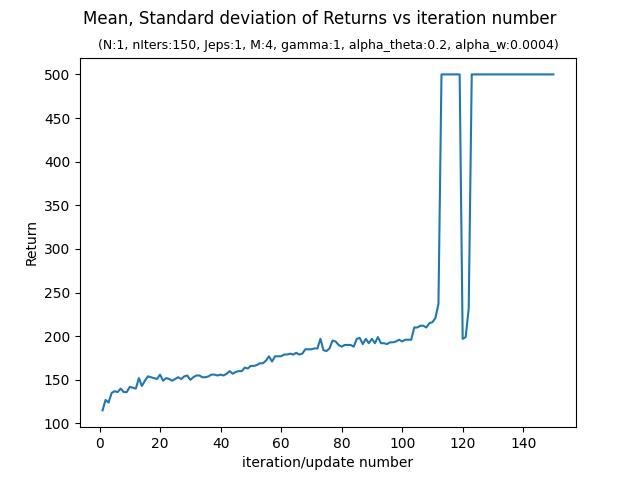 Mean, Standard deviation of Returns vs iteration number
(N:1, nIters:150, Jeps:1, M:4, gamma:1, alpha_theta:0.2, alpha_w:0.0004)
500
450
400
350
300
250
200
150
100
Return
0 20 40 60 80 100 120 140
iteration/update number